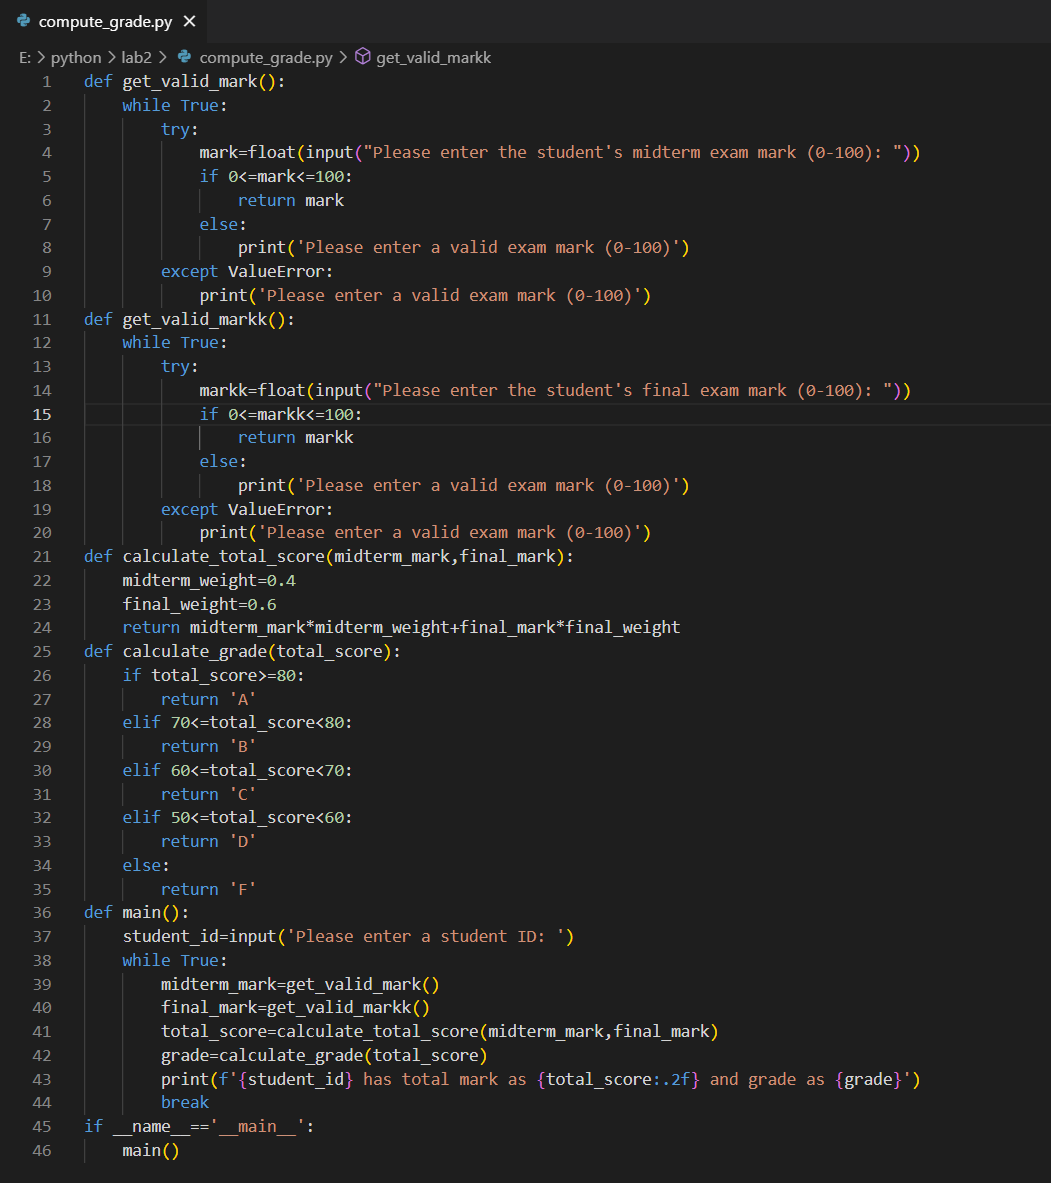 compute_grade.py ×
E: > python > lab2 > compute_grade.py > get_valid_markk
1 def get_valid_mark():
2     while True:
3         try:
4             mark=float(input("Please enter the student's midterm exam mark (0-100): "))
5             if 0<=mark<=100:
6                 return mark
7             else:
8                 print('Please enter a valid exam mark (0-100)')
9         except ValueError:
10             print('Please enter a valid exam mark (0-100)')
11 def get_valid_markk():
12     while True:
13         try:
14             markk=float(input("Please enter the student's final exam mark (0-100): "))
15             if 0<=markk<=100:
16                 return markk
17             else:
18                 print('Please enter a valid exam mark (0-100)')
19         except ValueError:
20             print('Please enter a valid exam mark (0-100)')
21 def calculate_total_score(midterm_mark,final_mark):
22     midterm_weight=0.4
23     final_weight=0.6
24     return midterm_mark*midterm_weight+final_mark*final_weight
25 def calculate_grade(total_score):
26     if total_score>=80:
27         return 'A'
28     elif 70<=total_score<80:
29         return 'B'
30     elif 60<=total_score<70:
31         return 'C'
32     elif 50<=total_score<60:
33         return 'D'
34     else:
35         return 'F'
36 def main():
37     student_id=input('Please enter a student ID: ')
38     while True:
39         midterm_mark=get_valid_mark()
40         final_mark=get_valid_markk()
41         total_score=calculate_total_score(midterm_mark,final_mark)
42         grade=calculate_grade(total_score)
43         print(f'{student_id} has total mark as {total_score:.2f} and grade as {grade}')
44         break
45 if __name__=='__main__':
46     main()